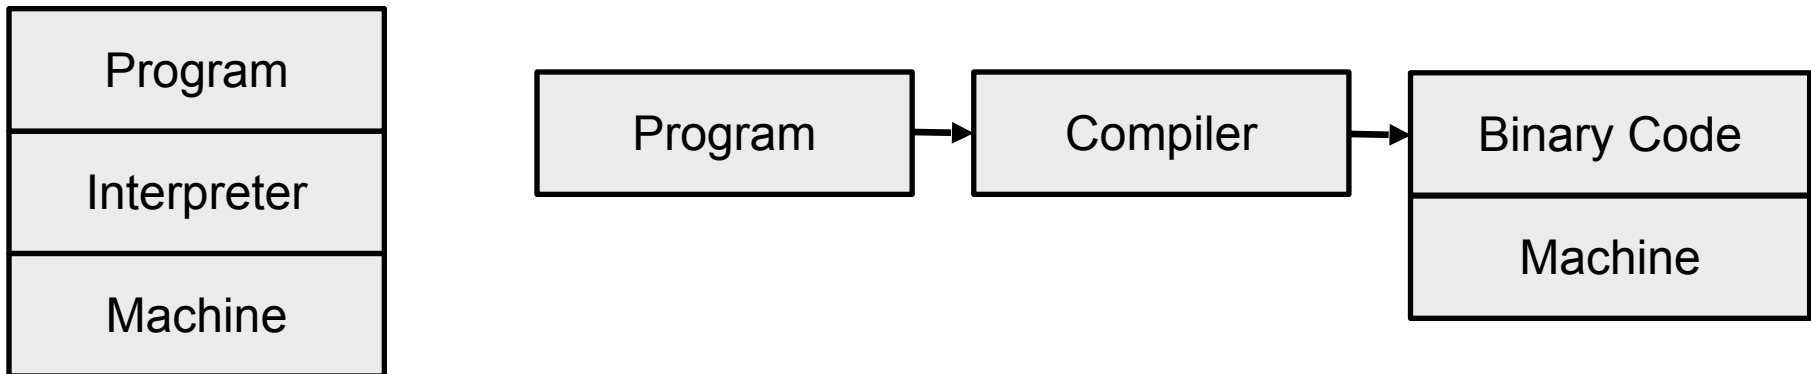 Program
Interpreter
Machine
Program
Compiler
Binary Code
Machine